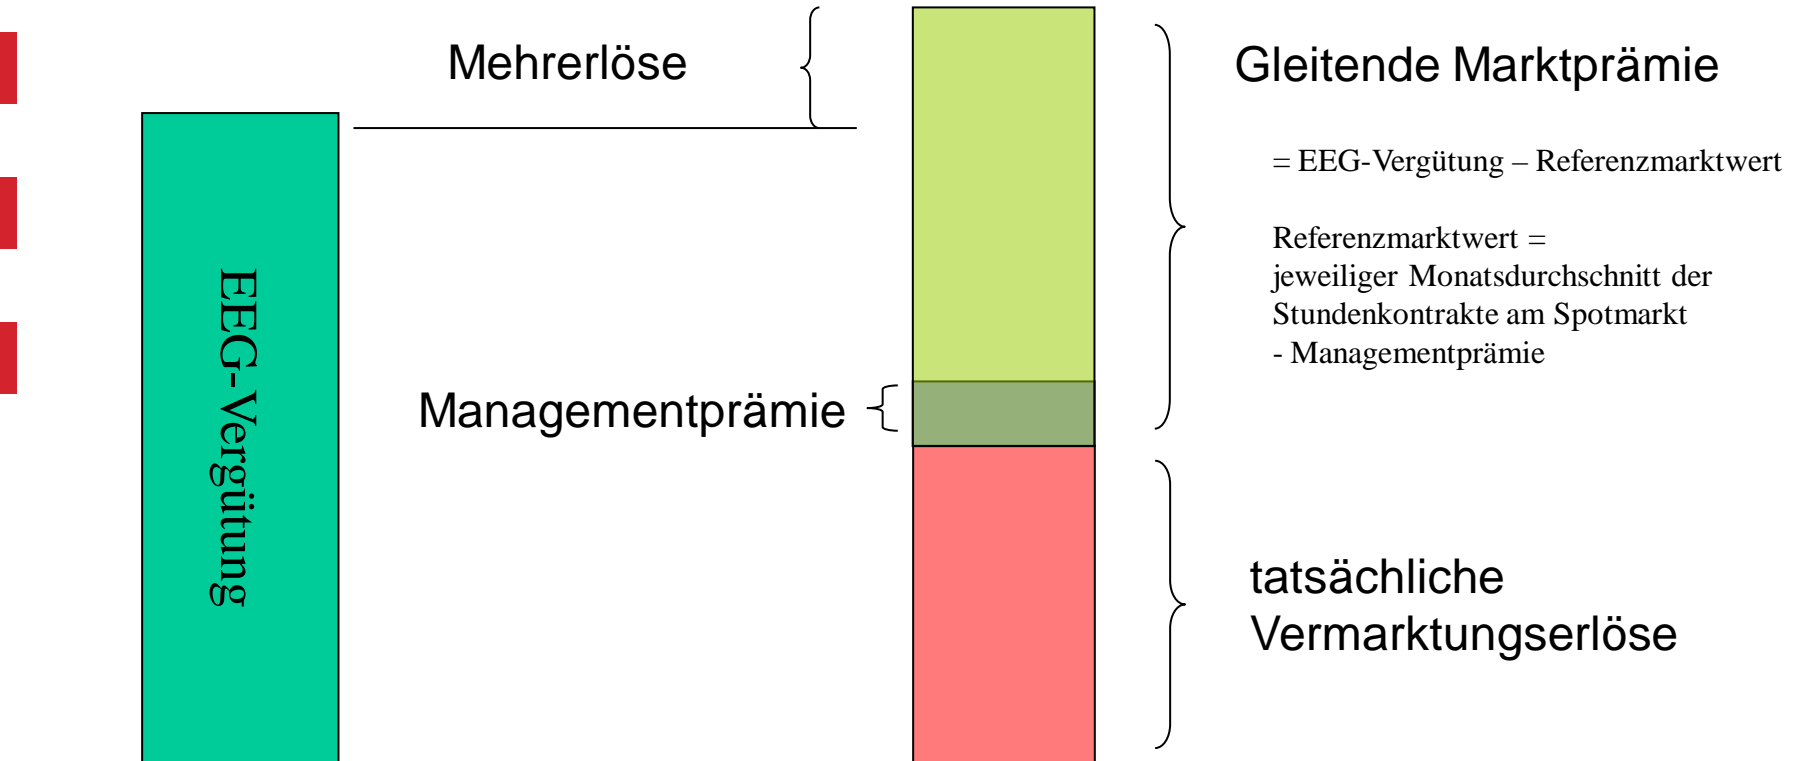 Mehrerlöse
Gleitende Marktprämie
= EEG-Vergütung – Referenzmarktwert
Referenzmarktwert =
jeweiliger Monatsdurchschnitt der
Stundenkontrakte am Spotmarkt
- Managementprämie
EEG-Vergütung
Managementprämie
tatsächliche
Vermarktungserlöse